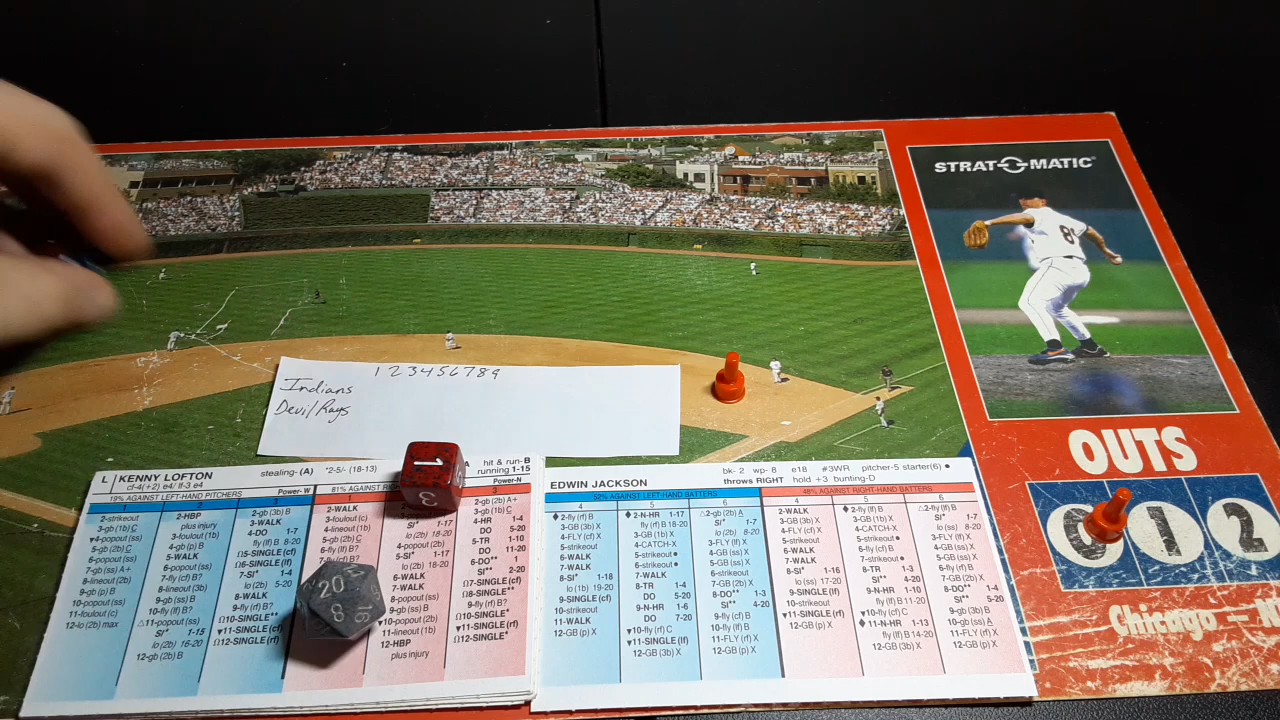 STRAT-O-MATIC
1 2 3 4 5 6 7 8 9
Indians
Devil Rays
OUTS
0 1 2
L KENNY LOFTON stealing-(A) *2-5/- (18-13) hit & run-B
cf-4(+2) e4/ lf-3 e4 running 1-15
19% AGAINST LEFT-HAND PITCHERS Power-W 81% AGAINST Power-N
2-strikeout
3-gb (1b) C
▼4-popout (ss)
5-gb (2b) C
6-popout (ss)
7-gb (ss) A+
8-lineout (2b)
9-gb (3b)
10-popout (ss)
11-foulout (c)
12-lo (2b) max
2-HBP
plus injury
3-foulout (1b)
4-gb (p) B
5-WALK
6-popout (2b)
7-fly (cf) B?
8-lineout (1b)
9-gb (ss) B
10-fly (lf) B?
△11-popout (ss)
SI* 1-15
lo (2b) 16-20
12-gb (2b) B
2-gb (3b) B
3-WALK
4-DO 1-7
fly (lf) B 8-20
Ω5-SINGLE (cf)
Ω6-SINGLE (lf)
7-SI* 1-4
lo (2b) 5-20
8-WALK
2-WALK
3-foulout (c)
4-lineout (1b)
5-gb (2b) C
6-fly (lf) B?
SI* 1-17
lo (2b) 18-20
4-popout (2b)
5-SI* 1-17
lo (2b) 18-20
6-WALK
7-WALK
8-popout (ss)
9-gb (ss) B
11-lineout (1b)
12-HBP
plus injury
2-gb (2b) A+
3-gb (1b) C
4-HR 1-4
DO 5-20
5-TR 1-10
DO 11-20
6-DO** 1
SI** 2-20
Ω7-SINGLE (cf)
Ω8-SINGLE**
9-fly (rf) B?
Ω10-SINGLE*
▼11-SINGLE (rf)
Ω12-SINGLE*
EDWIN JACKSON bk- 2 wp- 8 e18 #3WR pitcher-5 starter(6) •
throws RIGHT hold +3 bunting-D
52% AGAINST LEFT-HAND BATTERS 48% AGAINST RIGHT-HAND BATTERS
4 5 6 4 5 6
♦ 2-fly (rf) B
3-GB (3b) X
4-FLY (cf) X
5-strikeout
6-WALK
7-WALK
8-SI* 1-18
lo (1b) 19-20
9-SINGLE (cf)
10-strikeout
11-WALK
12-GB (p) X
♦ 2-N-HR 1-17
fly (rf) B 18-20
3-GB (1b) X
4-CATCH-X
5-strikeout•
6-strikeout•
7-WALK
8-TR 1-4
DO 5-20
9-N-HR 1-6
DO 7-20
▼10-fly (rf) C
▼11-SINGLE (lf)
12-GB (3b) X
△2-gb (3b) B
SI* 1-7
lo (2b) 8-20
3-FLY (lf) X
4-GB (ss) X
5-GB (ss) X
6-strikeout
7-GB (2b) X
8-DO** 1-3
SI** 4-20
9-fly (cf) B
10-fly (lf) B
11-FLY (rf) X
12-GB (p) X
2-WALK
3-GB (3b) X
4-FLY (cf) X
5-strikeout
6-WALK
7-WALK
8-SI* 1-16
lo (ss) 17-20
9-SINGLE (cf)
10-strikeout
▼11-SINGLE (rf)
12-GB (p) X
♦ 2-fly (lf) B
3-GB (1b) X
4-CATCH-X
5-strikeout•
6-fly (cf) B
7-strikeout•
8-TR 1-3
SI** 4-20
9-N-HR 1-10
fly (lf) B 11-20
▼10-fly (cf) C
♦ 11-N-HR 1-13
fly (lf) B 14-20
12-GB (3b) X
△2-fly (lf) B
SI* 1-7
lo (ss) 8-20
3-FLY (lf) X
4-GB (ss) X
5-GB (ss) X
6-fly (rf) B
7-GB (2b) X
8-DO** 1-4
SI** 5-20
9-gb (3b) B
10-gb (ss) A
11-FLY (rf) X
12-GB (p) X
Chicago – N